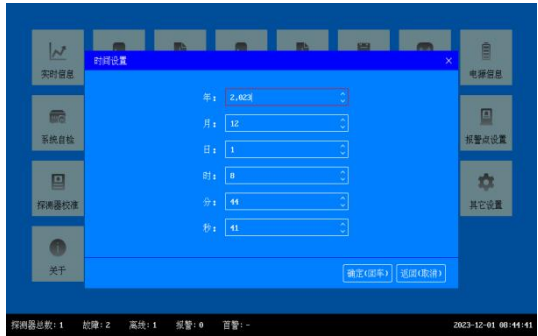 时间设置 ×
实时信息
电源信息
年: 2,023
月: 12
系统自检
报警点设置
日: 1
时: 8
探测器校准
其它设置
分: 44
秒: 41
关于
确定(回车) 返回(取消)
探测器总数: 1 故障: 2 离线: 1 报警: 0 首警: - 2023-12-01 08:44:41